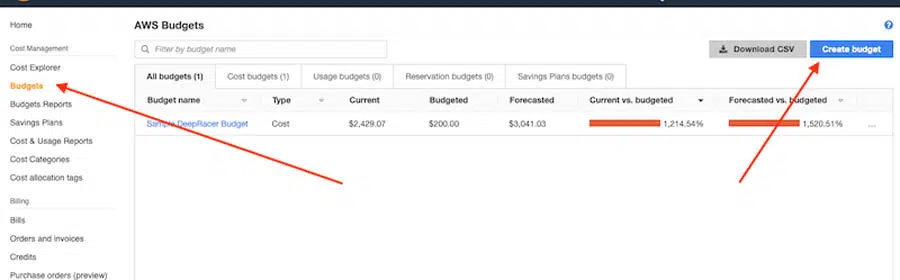 Home
Cost Management
Cost Explorer
Budgets
Budgets Reports
Savings Plans
Cost & Usage Reports
Cost Categories
Cost allocation tags
Billing
Bills
Orders and invoices
Credits
Purchase orders (preview)
AWS Budgets
?
Filter by budget name
Download CSV
Create budget
All budgets (1) Cost budgets (1) Usage budgets (0) Reservation budgets (0) Savings Plans budgets (0)
Budget name Type Current Budgeted Forecasted Current vs. budgeted Forecasted vs. budgeted
Sample DeepRacer Budget Cost $2,429.07 $200.00 $3,041.03 1,214.54% 1,520.51% ...